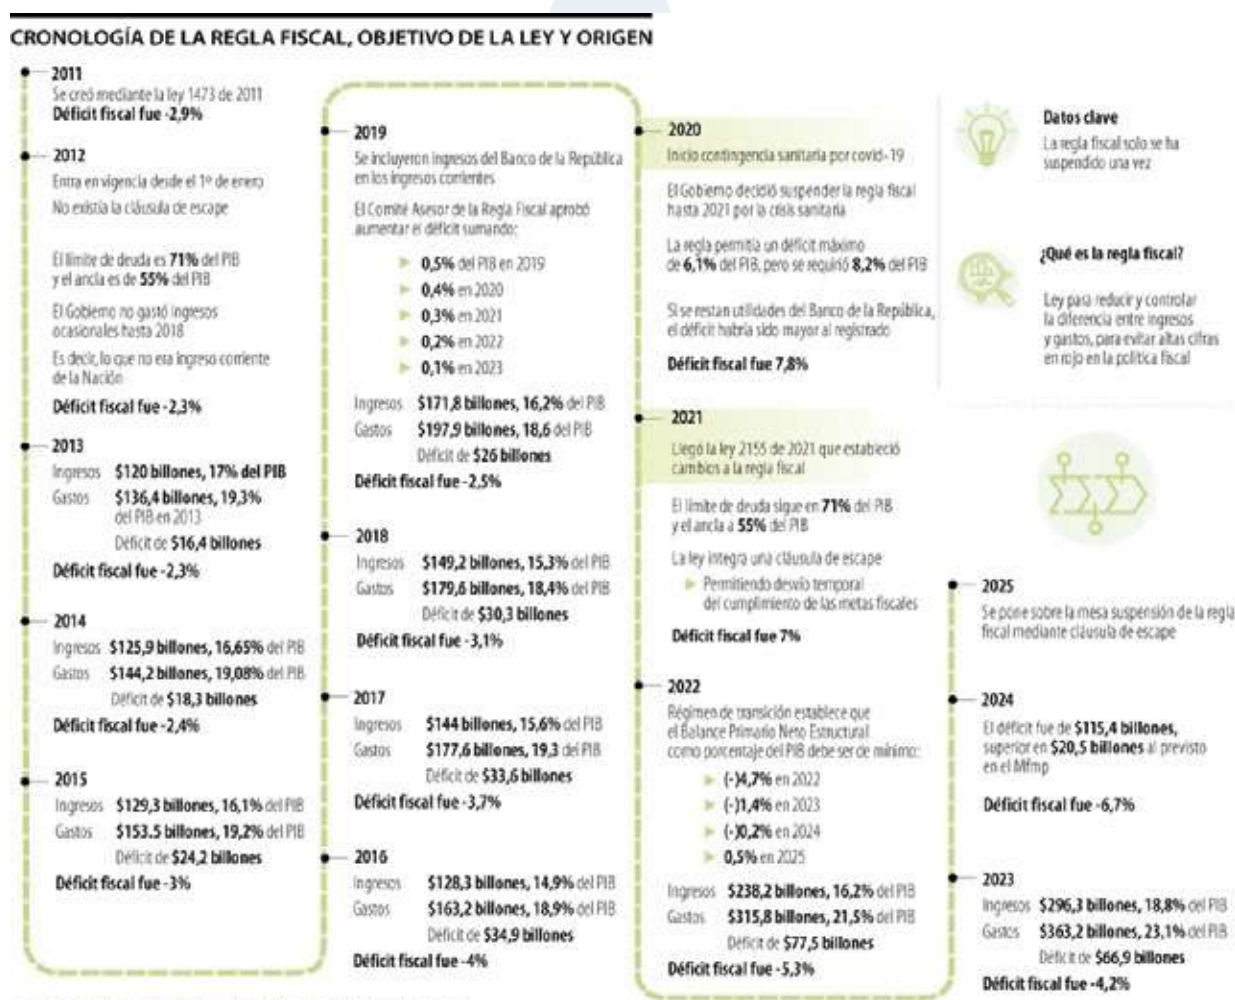 CRONOLOGÍA DE LA REGLA FISCAL, OBJETIVO DE LA LEY Y ORIGEN
2011
Se creó mediante la ley 1473 de 2011
Déficit fiscal fue -2,9%
2012
Entra en vigencia desde el 1º de enero
No existía la cláusula de escape
El límite de deuda es 71% del PIB
y el ancla es de 55% del PIB
El Gobierno no gastó ingresos
ocasionales hasta 2018
Es decir, lo que no era ingreso corriente
de la Nación
Déficit fiscal fue -2,3%
2013
Ingresos $120 billones, 17% del PIB
Gastos $136,4 billones, 19,3%
del PIB en 2013
Déficit de $16,4 billones
Déficit fiscal fue -2,3%
2014
Ingresos $125,9 billones, 16,65% del PIB
Gastos $144,2 billones, 19,08% del PIB
Déficit de $18,3 billones
Déficit fiscal fue -2,4%
2015
Ingresos $129,3 billones, 16,1% del PIB
Gastos $153.5 billones, 19,2% del PIB
Déficit de $24,2 billones
Déficit fiscal fue -3%
2019
Se incluyeron ingresos del Banco de la República
en los ingresos corrientes
El Comité Asesor de la Regla Fiscal aprobó
aumentar el déficit sumando:
0,5% del PIB en 2019
0,4% en 2020
0,3% en 2021
0,2% en 2022
0,1% en 2023
Ingresos $171,8 billones, 16,2% del PIB
Gastos $197,9 billones, 18,6 del PIB
Déficit de $26 billones
Déficit fiscal fue -2,5%
2018
Ingresos $149,2 billones, 15,3% del PIB
Gastos $179,6 billones, 18,4% del PIB
Déficit de $30,3 billones
Déficit fiscal fue -3,1%
2017
Ingresos $144 billones, 15,6% del PIB
Gastos $177,6 billones, 19,3 del PIB
Déficit de $33,6 billones
Déficit fiscal fue -3,7%
2016
Ingresos $128,3 billones, 14,9% del PIB
Gastos $163,2 billones, 18,9% del PIB
Déficit de $34,9 billones
Déficit fiscal fue -4%
2020
Inicio contingencia sanitaria por covid-19
El Gobierno decidió suspender la regla fiscal
hasta 2021 por la crisis sanitaria
La regla permitía un déficit máximo
de 6,1% del PIB, pero se requirió 8,2% del PIB
Si se restan utilidades del Banco de la República,
el déficit habría sido mayor al registrado
Déficit fiscal fue 7,8%
2021
Llegó la ley 2155 de 2021 que estableció
cambios a la regla fiscal
El límite de deuda sigue en 71% del PIB
y el ancla a 55% del PIB
La ley integra una cláusula de escape
Permitiendo desvío temporal
del cumplimiento de las metas fiscales
Déficit fiscal fue 7%
2022
Régimen de transición establece que
el Balance Primario Neto Estructural
como porcentaje del PIB debe ser de mínimo:
(-)4,7% en 2022
(-)1,4% en 2023
(-)0,2% en 2024
0,5% en 2025
Ingresos $238,2 billones, 16,2% del PIB
Gastos $315,8 billones, 21,5% del PIB
Déficit de $77,5 billones
Déficit fiscal fue -5,3%
Datos clave
La regla fiscal solo se ha
suspendido una vez
¿Qué es la regla fiscal?
Ley para reducir y controlar
la diferencia entre ingresos
y gastos, para evitar altas cifras
en rojo en la política fiscal
2025
Se pone sobre la mesa suspensión de la regla
fiscal mediante cláusula de escape
2024
El déficit fue de $115,4 billones,
superior en $20,5 billones al previsto
en el Mfmp
Déficit fiscal fue -6,7%
2023
Ingresos $296,3 billones, 18,8% del PIB
Gastos $363,2 billones, 23,1% del PIB
Déficit de $66,9 billones
Déficit fiscal fue -4,2%